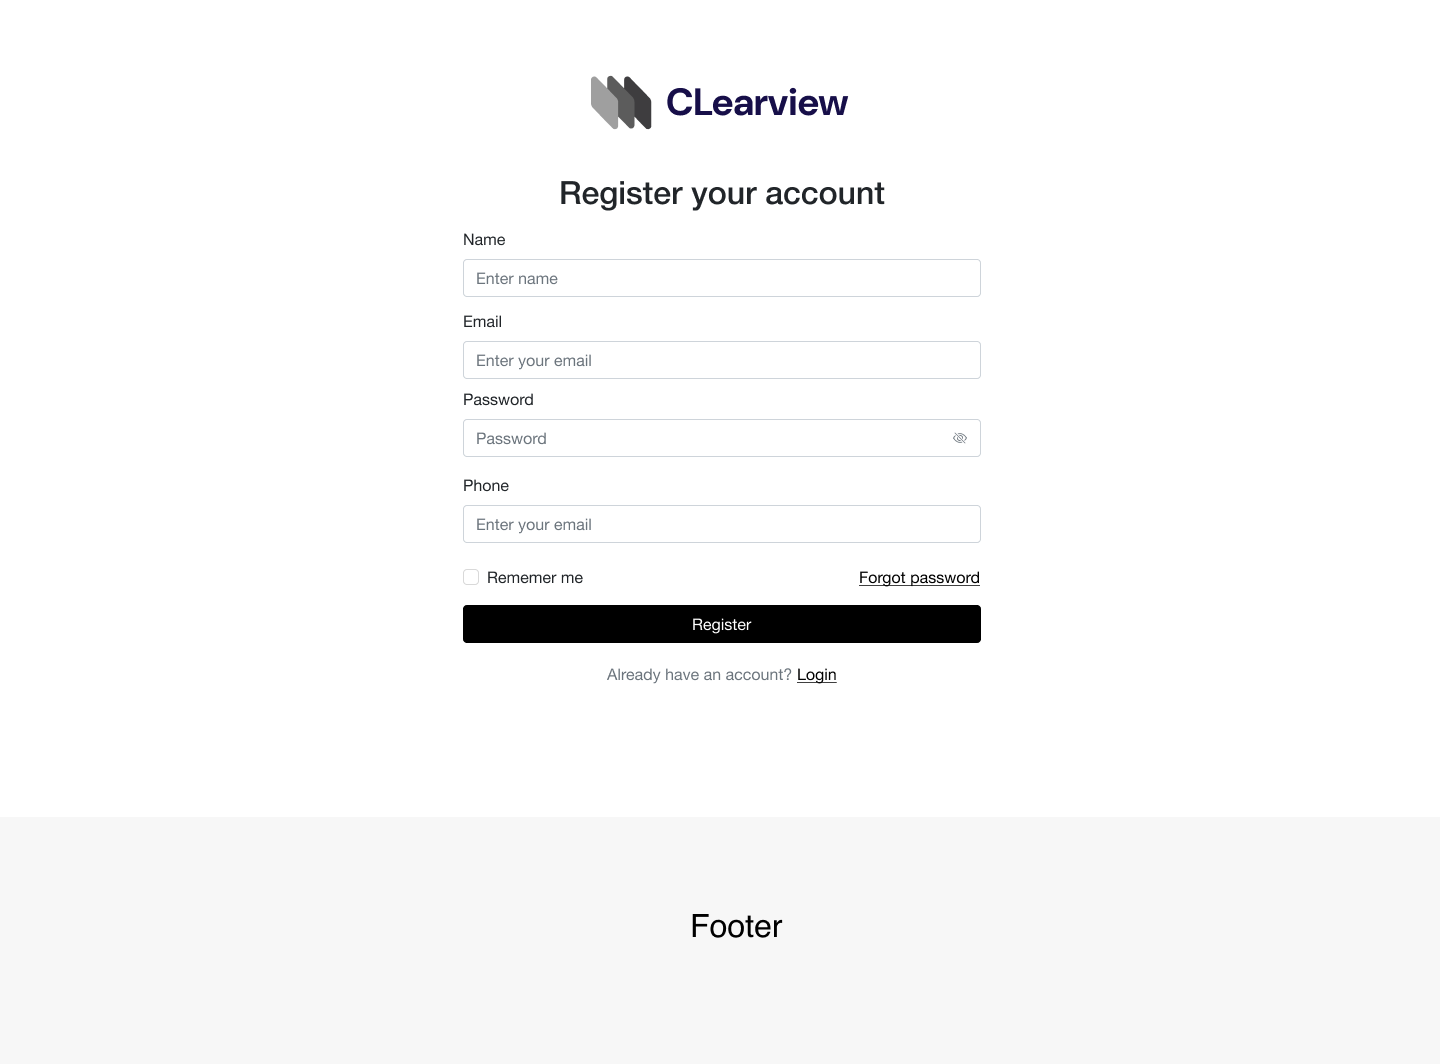 CLearview
Register your account
Name
Enter name
Email
Enter your email
Password
Password
Phone
Enter your email
Rememer me
Forgot password
Register
Already have an account? Login
Footer